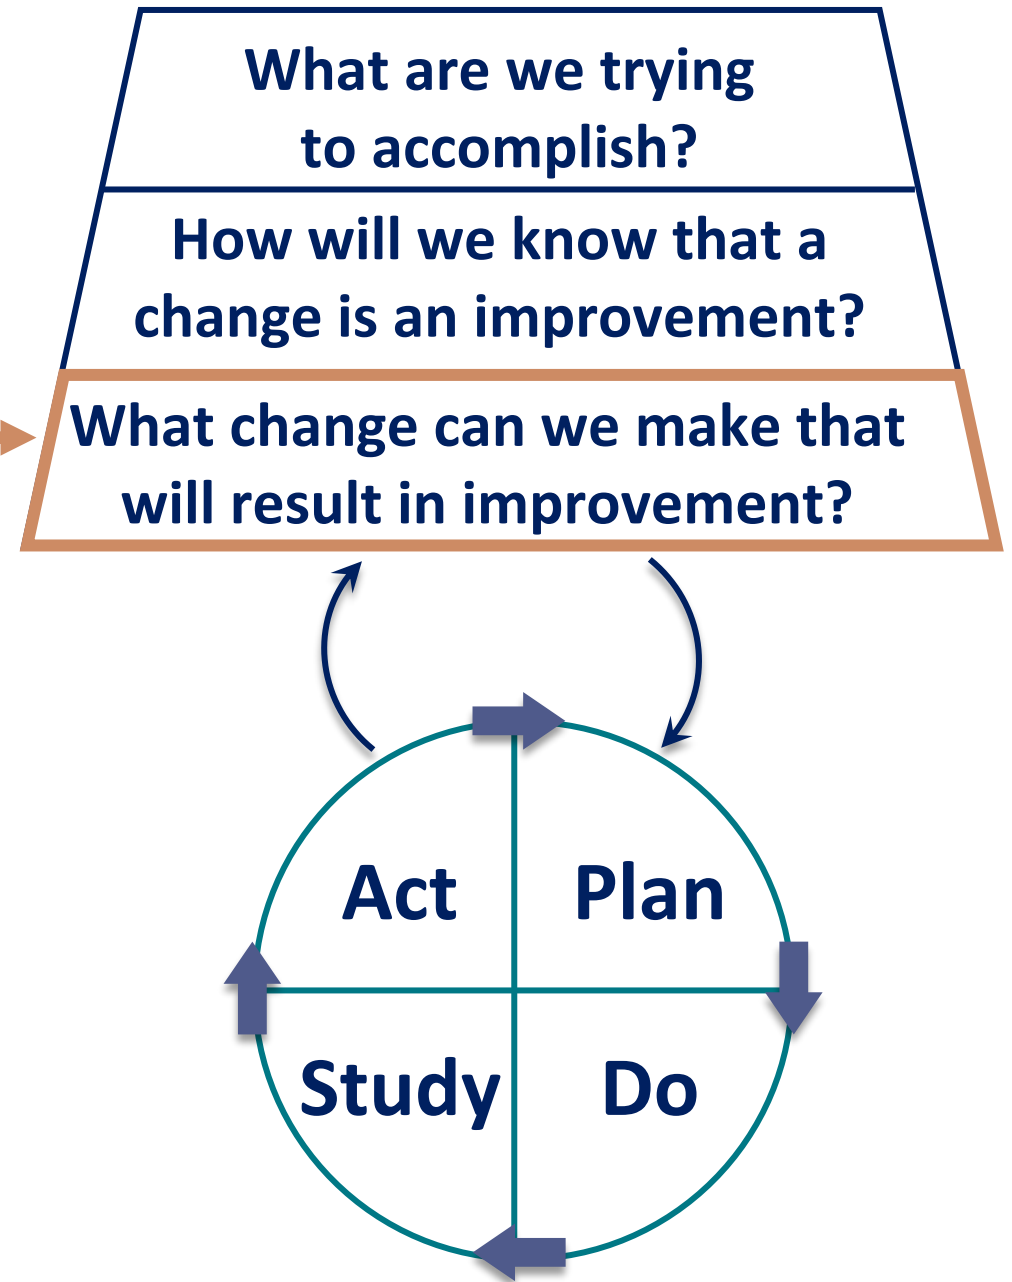 What are we trying
to accomplish?
How will we know that a
change is an improvement?
What change can we make that
will result in improvement?
Act
Plan
Study
Do